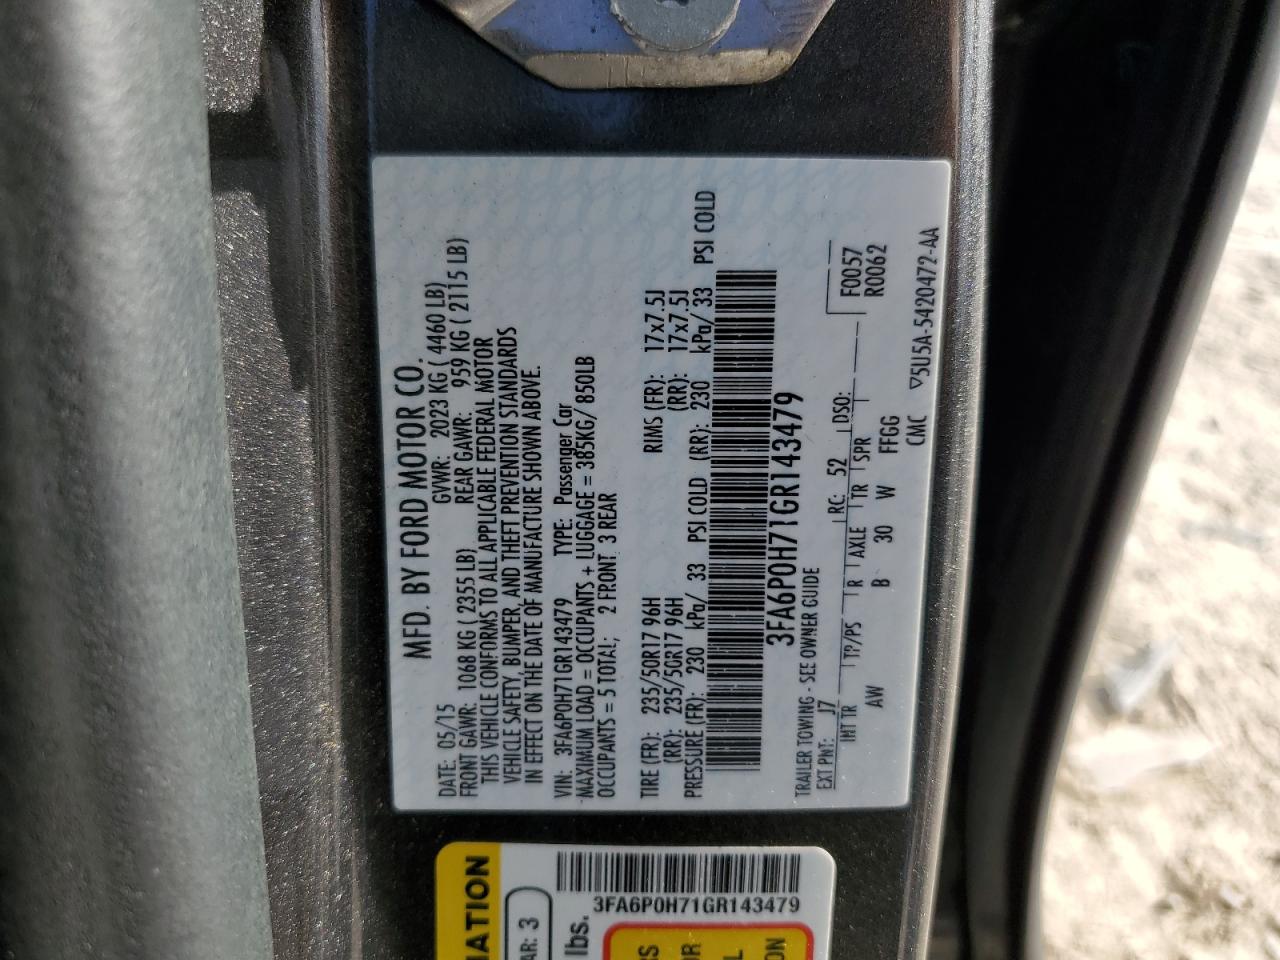 MFD. BY FORD MOTOR CO.
DATE: 05/15 GVWR: 2023 KG ( 4460 LB)
FRONT GAWR: 1068 KG ( 2355 LB) REAR GAWR: 959 KG ( 2115 LB)
THIS VEHICLE CONFORMS TO ALL APPLICABLE FEDERAL MOTOR
VEHICLE SAFETY, BUMPER, AND THEFT PREVENTION STANDARDS
IN EFFECT ON THE DATE OF MANUFACTURE SHOWN ABOVE.
VIN: 3FA6P0H71GR143479 TYPE: Passenger Car
MAXIMUM LOAD = OCCUPANTS + LUGGAGE = 385KG/ 850LB
OCCUPANTS = 5 TOTAL; 2 FRONT 3 REAR
TIRE (FR): 235/50R17 96H RIMS (FR): 17x7.5J
(RR): 235/50R17 96H (RR): 17x7.5J
PRESSURE (FR): 230 kPa/ 33 PSI COLD (RR): 230 kPa/ 33 PSI COLD
3FA6P0H71GR143479
TRAILER TOWING - SEE OWNER GUIDE
EXT PNT: J7 RC: 52 DSO: F0057
INT TR TP/PS R AXLE TR SPR R0062
AW B 30 W FFGG
CMC ▽5U5A-5420472-AA
MATION
AR: 3
lbs.
3FA6P0H71GR143479
RS
OR
L
ON